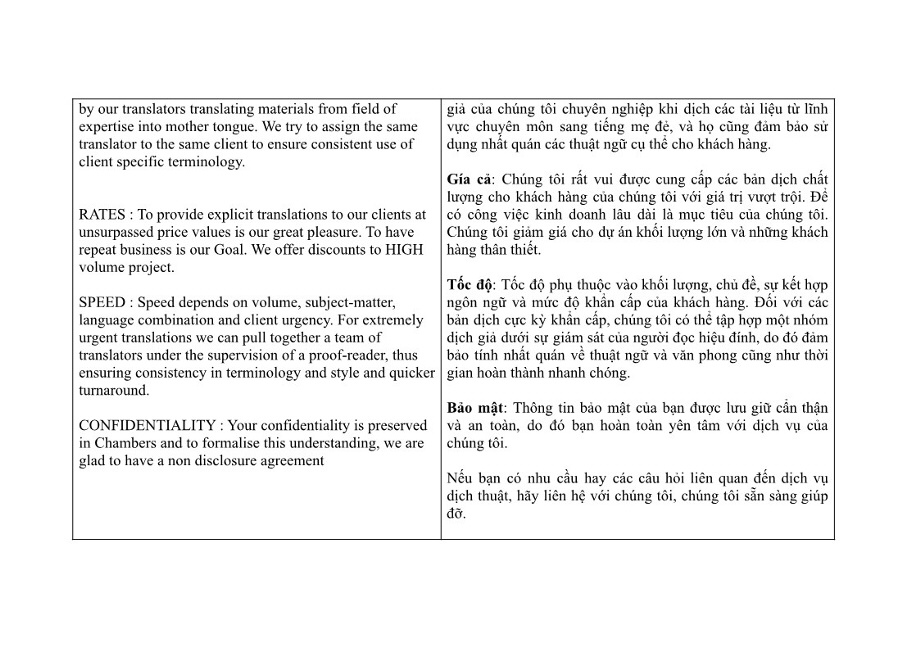 by our translators translating materials from field of
expertise into mother tongue. We try to assign the same
translator to the same client to ensure consistent use of
client specific terminology.
RATES : To provide explicit translations to our clients at
unsurpassed price values is our great pleasure. To have
repeat business is our Goal. We offer discounts to HIGH
volume project.
SPEED : Speed depends on volume, subject-matter,
language combination and client urgency. For extremely
urgent translations we can pull together a team of
translators under the supervision of a proof-reader, thus
ensuring consistency in terminology and style and quicker
turnaround.
CONFIDENTIALITY : Your confidentiality is preserved
in Chambers and to formalise this understanding, we are
glad to have a non disclosure agreement
giả của chúng tôi chuyên nghiệp khi dịch các tài liệu từ lĩnh
vực chuyên môn sang tiếng mẹ đẻ, và họ cũng đảm bảo sử
dụng nhất quán các thuật ngữ cụ thể cho khách hàng.
Gía cả: Chúng tôi rất vui được cung cấp các bản dịch chất
lượng cho khách hàng của chúng tôi với giá trị vượt trội. Để
có công việc kinh doanh lâu dài là mục tiêu của chúng tôi.
Chúng tôi giảm giá cho dự án khối lượng lớn và những khách
hàng thân thiết.
Tốc độ: Tốc độ phụ thuộc vào khối lượng, chủ đề, sự kết hợp
ngôn ngữ và mức độ khẩn cấp của khách hàng. Đối với các
bản dịch cực kỳ khẩn cấp, chúng tôi có thể tập hợp một nhóm
dịch giả dưới sự giám sát của người đọc hiệu đính, do đó đảm
bảo tính nhất quán về thuật ngữ và văn phong cũng như thời
gian hoàn thành nhanh chóng.
Bảo mật: Thông tin bảo mật của bạn được lưu giữ cẩn thận
và an toàn, do đó bạn hoàn toàn yên tâm với dịch vụ của
chúng tôi.
Nếu bạn có nhu cầu hay các câu hỏi liên quan đến dịch vụ
dịch thuật, hãy liên hệ với chúng tôi, chúng tôi sẵn sàng giúp
đỡ.